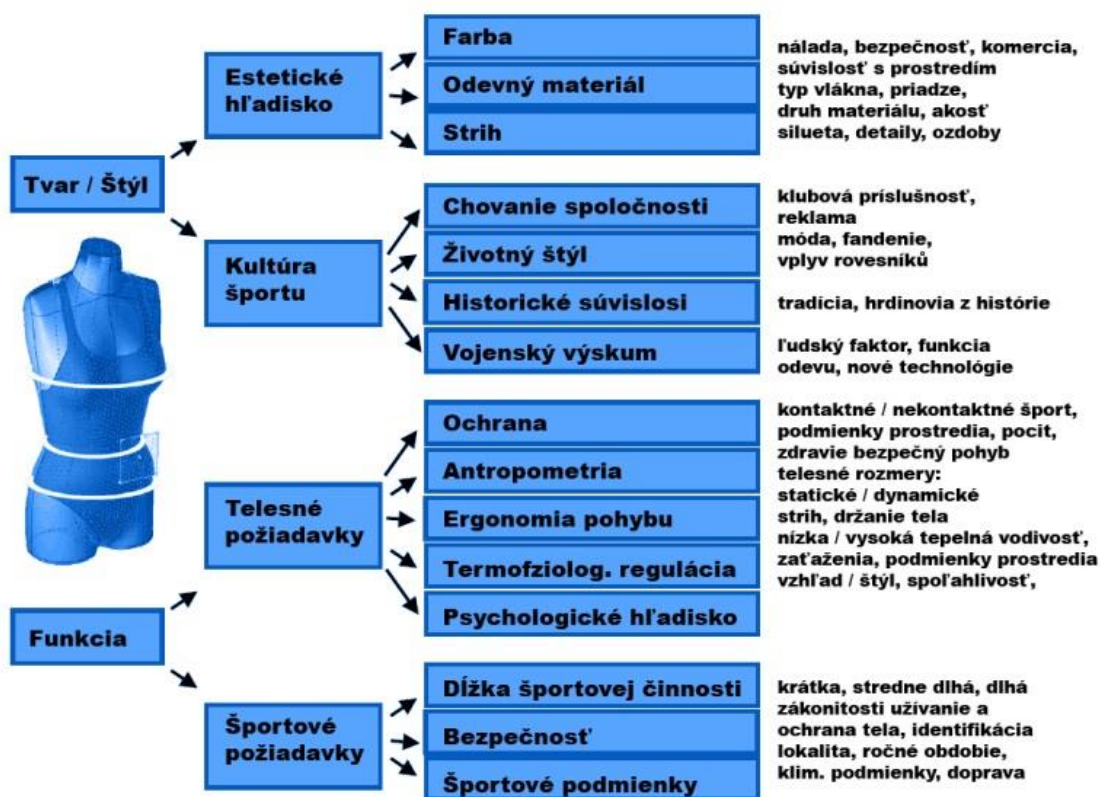 Tvar / Štýl
Estetické
hľadisko
Farba
Odevný materiál
Strih
nálada, bezpečnosť, komercia,
súvislosť s prostredím
typ vlákna, priadze,
druh materiálu, akosť
silueta, detaily, ozdoby
Kultúra
športu
Chovanie spoločnosti
Životný štýl
Historické súvislosi
Vojenský výskum
klubová príslušnosť,
reklama
móda, fandenie,
vplyv rovesníků
tradícia, hrdinovia z histórie
ľudský faktor, funkcia
odevu, nové technológie
Funkcia
Telesné
požiadavky
Ochrana
Antropometria
Ergonomia pohybu
Termofziolog. regulácia
Psychologické hľadisko
kontaktné / nekontaktné šport,
podmienky prostredia, pocit,
zdravie bezpečný pohyb
telesné rozmery:
statické / dynamické
strih, držanie tela
nízka / vysoká tepelná vodivosť,
zaťaženia, podmienky prostredia
vzhľad / štýl, spoľahlivosť,
Športové
požiadavky
Dĺžka športovej činnosti
Bezpečnosť
Športové podmienky
krátka, stredne dlhá, dlhá
zákonitosti užívanie a
ochrana tela, identifikácia
lokalita, ročné obdobie,
klim. podmienky, doprava